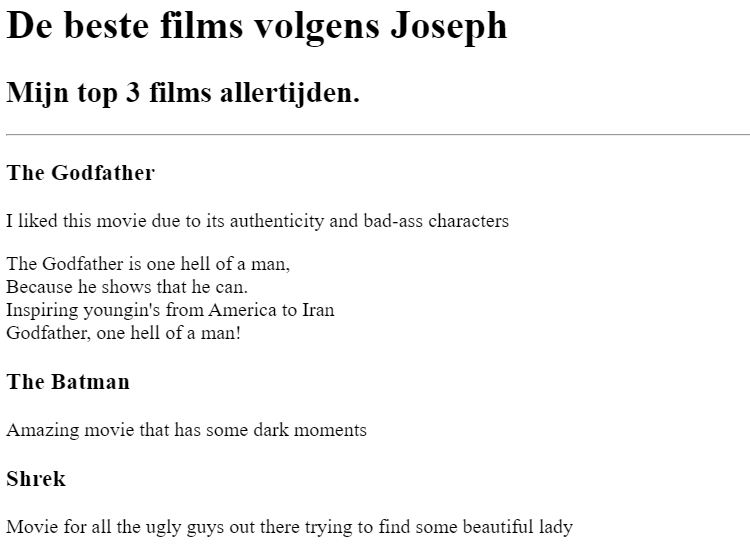 De beste films volgens Joseph
Mijn top 3 films allertijden.
The Godfather
I liked this movie due to its authenticity and bad-ass characters
The Godfather is one hell of a man,
Because he shows that he can.
Inspiring youngin's from America to Iran
Godfather, one hell of a man!
The Batman
Amazing movie that has some dark moments
Shrek
Movie for all the ugly guys out there trying to find some beautiful lady